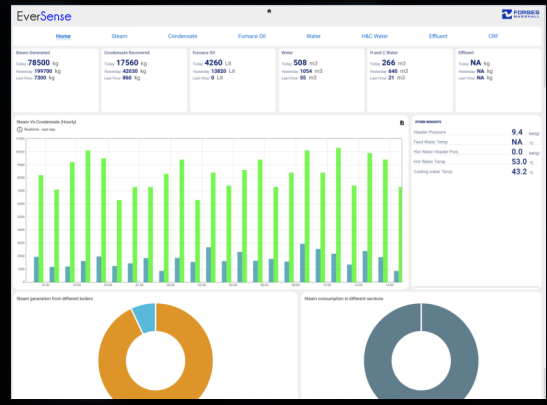 EverSense
FORBES MARSHALL
Home Steam Condensate Furnace Oil Water H&C Water Effluent CRF
Steam Generated
Today 78500 kg
Yesterday 199700 kg
Last Hour 7300 kg
Condensate Recovered
Today 17560 kg
Yesterday 42030 kg
Last Hour 860 kg
Furnace Oil
Today 4260 Lit
Yesterday 13820 Lit
Last Hour 0 Lit
Water
Today 508 m3
Yesterday 1054 m3
Last Hour 55 m3
H and C Water
Today 266 m3
Yesterday 640 m3
Last Hour 21 m3
Effluent
Today NA kg
Yesterday NA kg
Last Hour NA kg
Steam Vs Condensate (Hourly)
Realtime - last day
OTHER INSIGHTS
Header Pressure 9.4 bar(g)
Feed Water Temp NA °C
Hot Water Header Pres 0.0 bar(g)
Hot Water Temp 53.0 °C
Cooling water Temp 43.2 °C
Steam generation from different boilers
Steam consumption in different sections